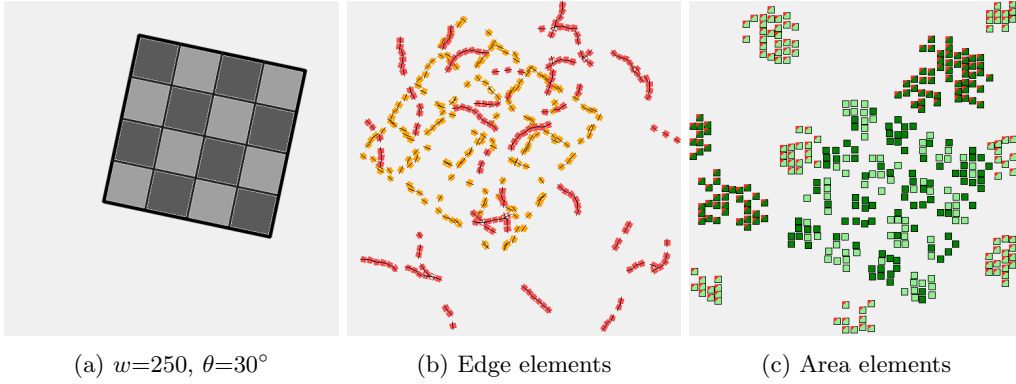 (a) w=250, θ=30°
(b) Edge elements
(c) Area elements